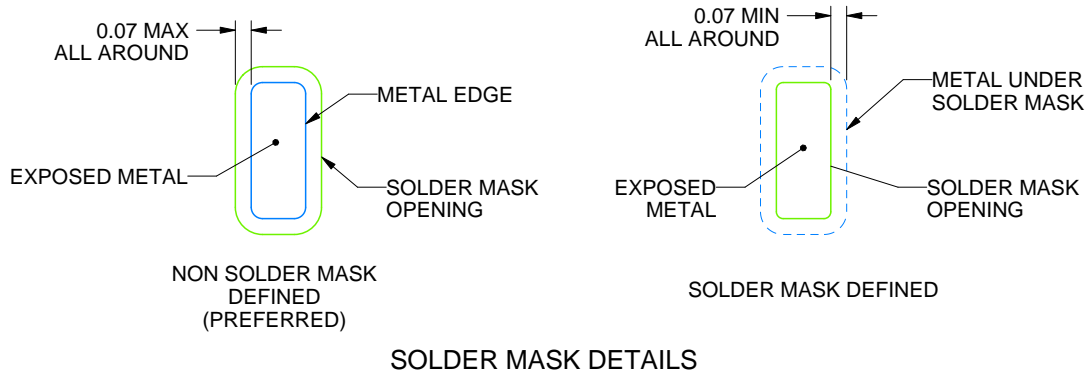 0.07 MAX
ALL AROUND
METAL EDGE
EXPOSED METAL
SOLDER MASK
OPENING
NON SOLDER MASK
DEFINED
(PREFERRED)
0.07 MIN
ALL AROUND
METAL UNDER
SOLDER MASK
EXPOSED
METAL
SOLDER MASK
OPENING
SOLDER MASK DEFINED
SOLDER MASK DETAILS